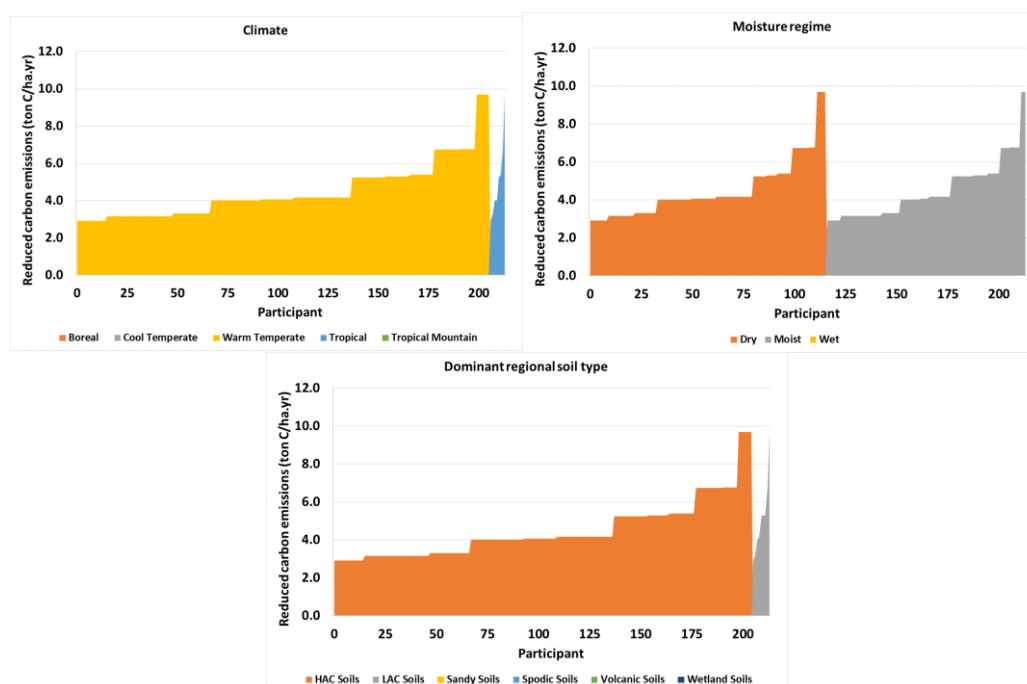 Climate
Reduced carbon emissions (ton C/ha.yr)
12.0
10.0
8.0
6.0
4.0
2.0
0.0
0 25 50 75 100 125 150 175 200
Participant
Boreal Cool Temperate Warm Temperate Tropical Tropical Mountain
Moisture regime
Reduced carbon emissions (ton C/ha.yr)
12.0
10.0
8.0
6.0
4.0
2.0
0.0
0 25 50 75 100 125 150 175 200
Participant
Dry Moist Wet
Dominant regional soil type
Reduced carbon emissions (ton C/ha.yr)
12.0
10.0
8.0
6.0
4.0
2.0
0.0
0 25 50 75 100 125 150 175 200
Participant
HAC Soils LAC Soils Sandy Soils Spodic Soils Volcanic Soils Wetland Soils